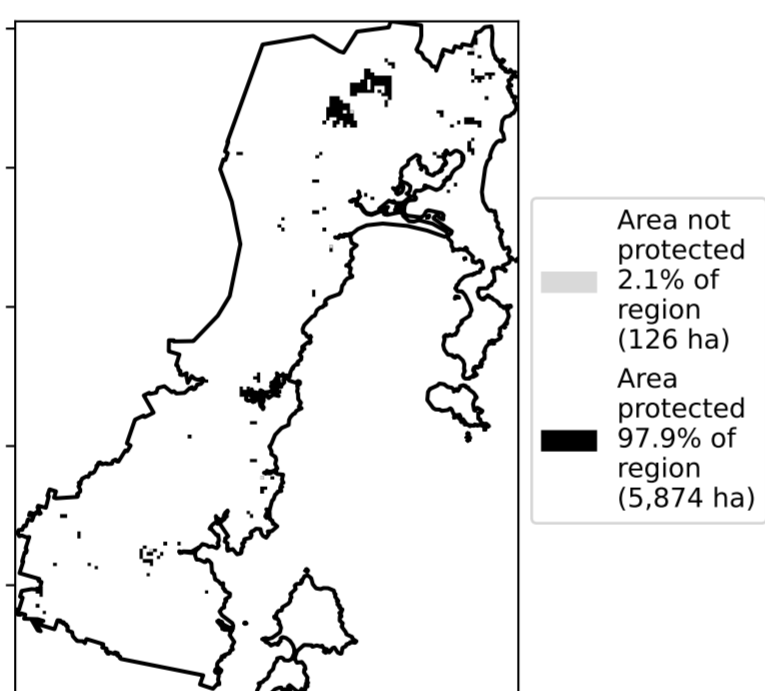 Area not
protected
2.1% of
region
(126 ha)
Area
protected
97.9% of
region
(5,874 ha)